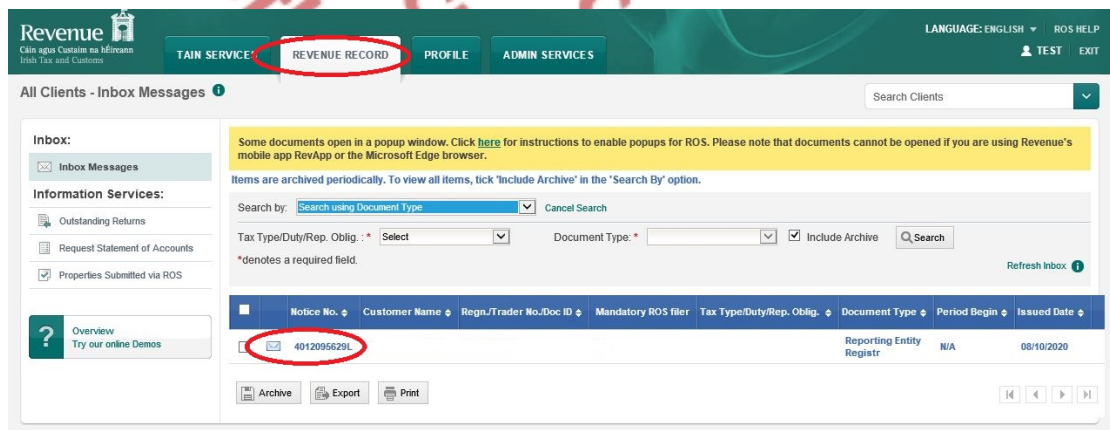 Revenue
Cáin agus Custaim na hÉireann
Irish Tax and Customs
TAIN SERVICES
REVENUE RECORD
PROFILE
ADMIN SERVICES
LANGUAGE: ENGLISH
ROS HELP
TEST
EXIT
All Clients - Inbox Messages
Search Clients
Inbox:
Inbox Messages
Information Services:
Outstanding Returns
Request Statement of Accounts
Properties Submitted via ROS
? Overview
Try our online Demos
Some documents open in a popup window. Click here for instructions to enable popups for ROS. Please note that documents cannot be opened if you are using Revenue's
mobile app RevApp or the Microsoft Edge browser.
Items are archived periodically. To view all items, tick 'Include Archive' in the 'Search By' option.
Search by: Search using Document Type Cancel Search
Tax Type/Duty/Rep. Oblig. : * Select Document Type: * Include Archive Search
*denotes a required field.
Refresh Inbox
Notice No. Customer Name Regn./Trader No./Doc ID Mandatory ROS filer Tax Type/Duty/Rep. Oblig. Document Type Period Begin Issued Date
4012095629L Reporting Entity N/A 08/10/2020
Registr
Archive Export Print